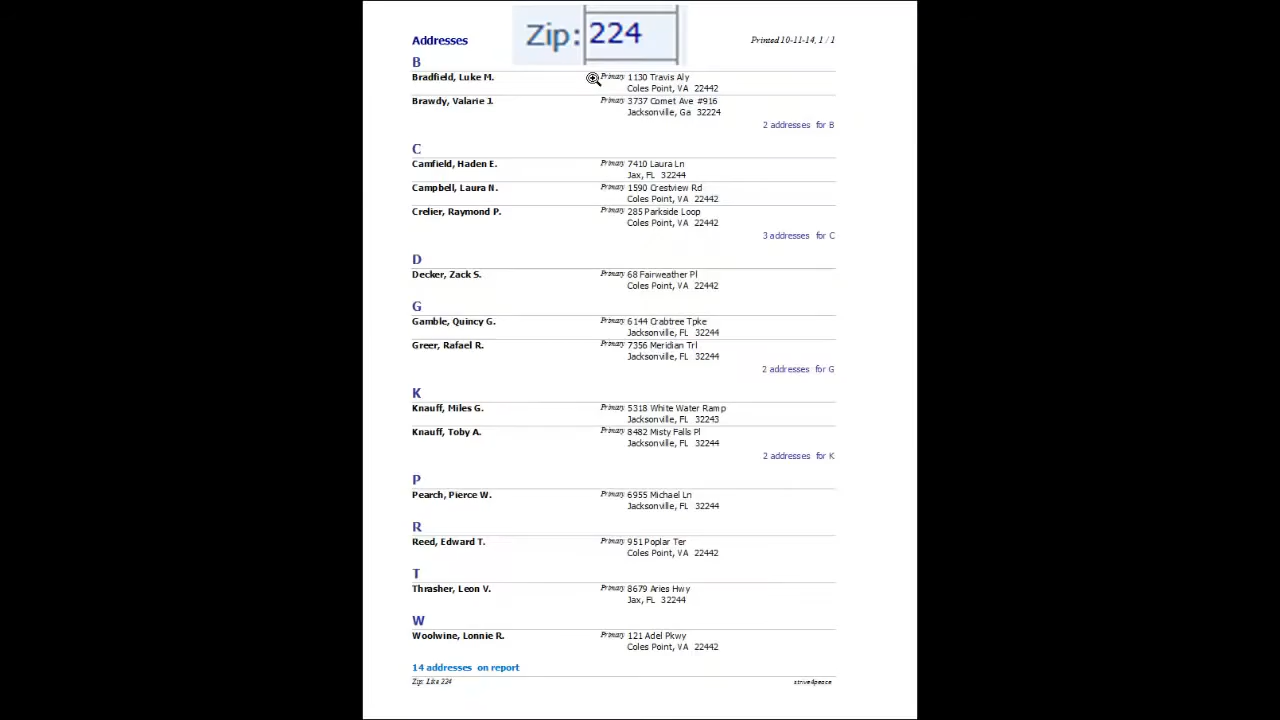 Addresses
Zip: 224
Printed 10-11-14, 1 / 1
B
Bradfield, Luke M. Primary 1130 Travis Aly
Coles Point, VA 22442
Brawdy, Valarie J. Primary 3737 Comet Ave #916
Jacksonville, Ga 32224
2 addresses for B
C
Camfield, Haden E. Primary 7410 Laura Ln
Jax, FL 32244
Campbell, Laura N. Primary 1590 Crestview Rd
Coles Point, VA 22442
Crelier, Raymond P. Primary 285 Parkside Loop
Coles Point, VA 22442
3 addresses for C
D
Decker, Zack S. Primary 68 Fairweather Pl
Coles Point, VA 22442
G
Gamble, Quincy G. Primary 6144 Crabtree Tpke
Jacksonville, FL 32244
Greer, Rafael R. Primary 7356 Meridian Trl
Jacksonville, FL 32244
2 addresses for G
K
Knauff, Miles G. Primary 5318 White Water Ramp
Jacksonville, FL 32243
Knauff, Toby A. Primary 8482 Misty Falls Pl
Jacksonville, FL 32244
2 addresses for K
P
Pearch, Pierce W. Primary 6955 Michael Ln
Jacksonville, FL 32244
R
Reed, Edward T. Primary 951 Poplar Ter
Coles Point, VA 22442
T
Thrasher, Leon V. Primary 8679 Aries Hwy
Jax, FL 32244
W
Woolwine, Lonnie R. Primary 121 Adel Pkwy
Coles Point, VA 22442
14 addresses on report
Zip: Like 224
strive4peace